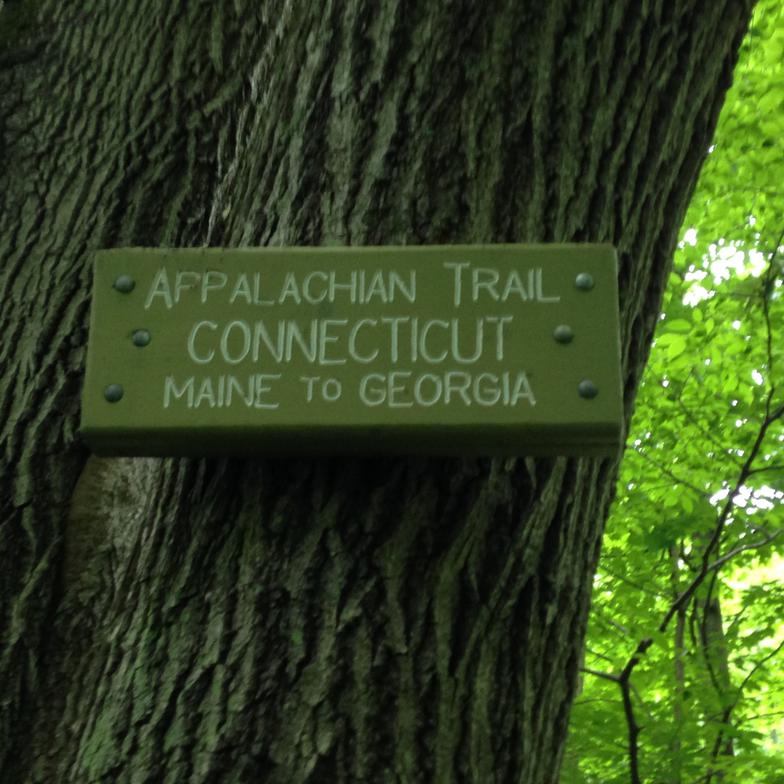 APPALACHIAN TRAIL
CONNECTICUT
MAINE TO GEORGIA